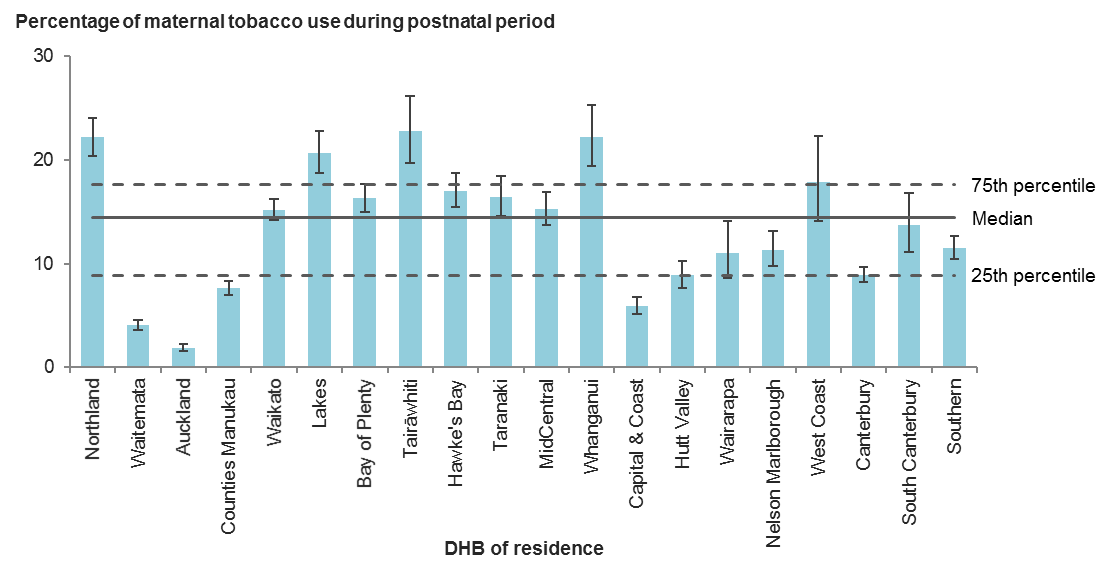 Percentage of maternal tobacco use during postnatal period
30
20
10
0
75th percentile
Median
25th percentile
Northland
Waitemata
Auckland
Counties Manukau
Waikato
Lakes
Bay of Plenty
Tairāwhiti
Hawke's Bay
Taranaki
MidCentral
Whanganui
Capital & Coast
Hutt Valley
Wairarapa
Nelson Marlborough
West Coast
Canterbury
South Canterbury
Southern
DHB of residence